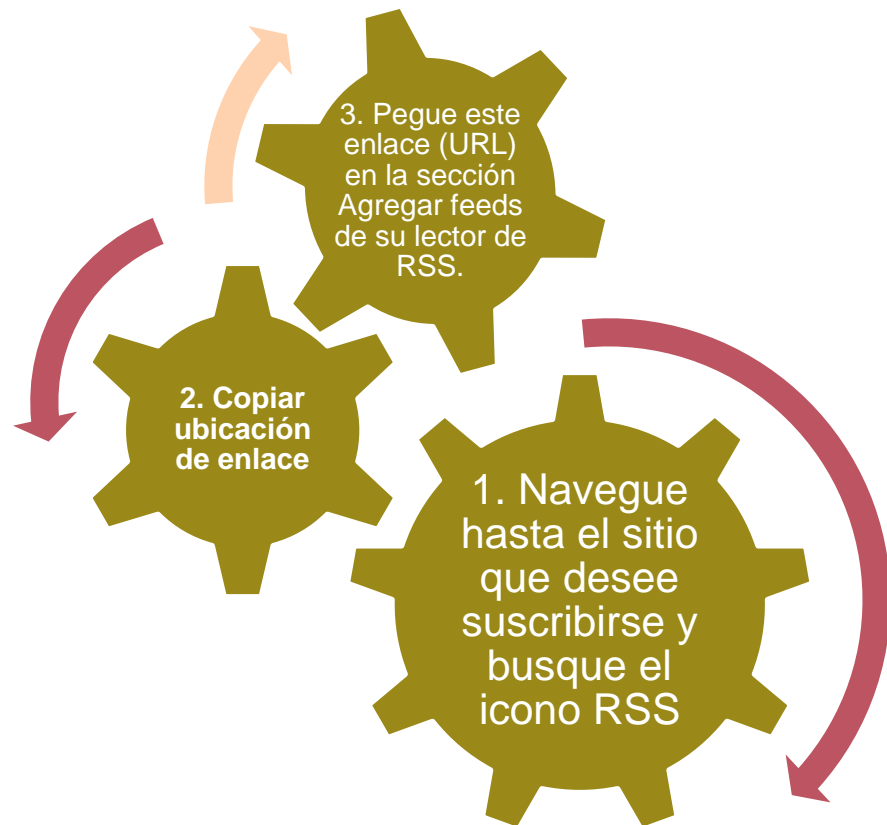 3. Pegue este
enlace (URL)
en la sección
Agregar feeds
de su lector de
RSS.
2. Copiar
ubicación
de enlace
1. Navegue
hasta el sitio
que desee
suscribirse y
busque el
icono RSS